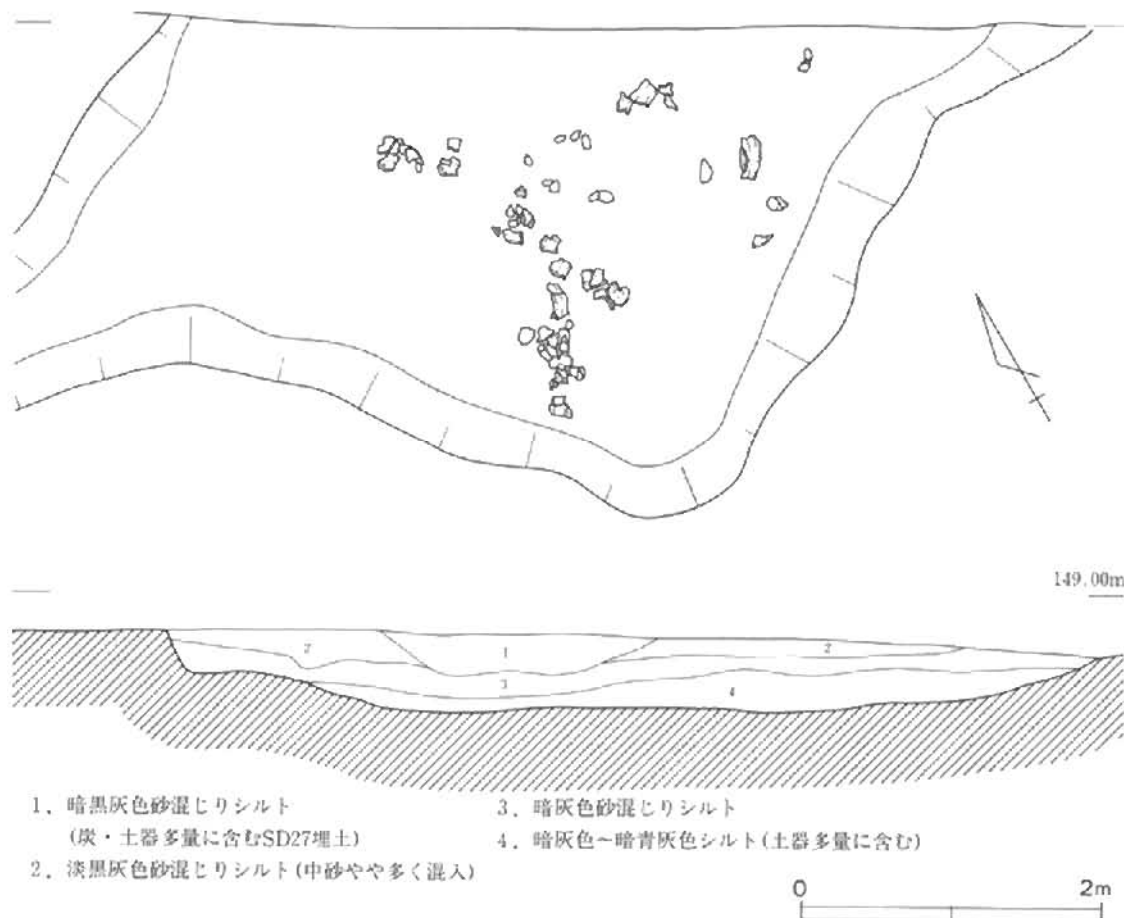 149.00m
2
1
2
3
4
1. 暗黒灰色砂混じりシルト
(炭・土器多量に含むSD27埋土)
2. 淡黒灰色砂混じりシルト(中砂やや多く混入)
3. 暗灰色砂混じりシルト
4. 暗灰色~暗青灰色シルト(土器多量に含む)
0 2m